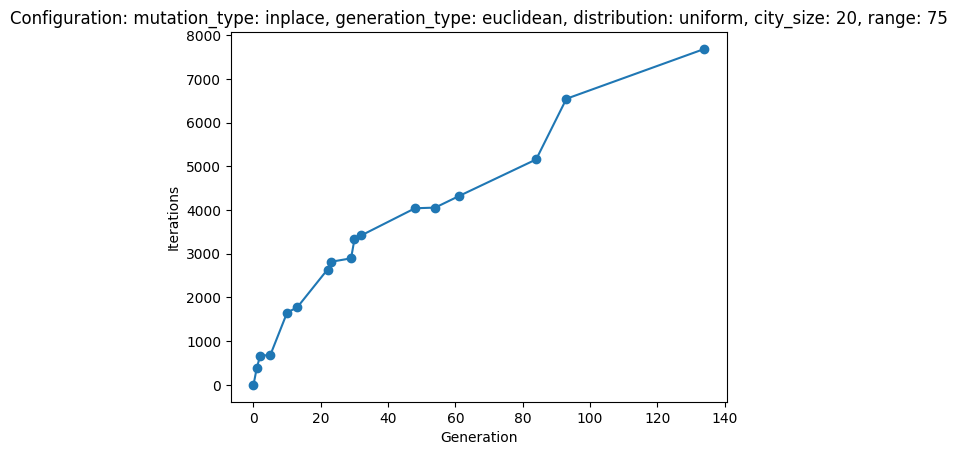 Configuration: mutation_type: inplace, generation_type: euclidean, distribution: uniform, city_size: 20, range: 75
8000
7000
6000
5000
4000
3000
2000
1000
0
Iterations
0 20 40 60 80 100 120 140
Generation